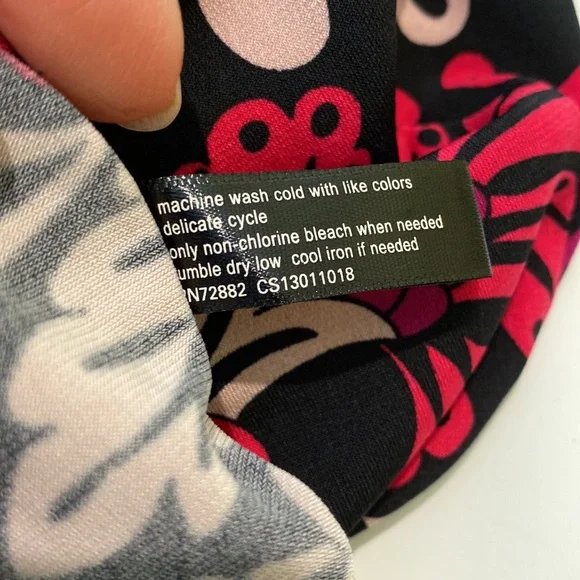 machine wash cold with like colors
delicate cycle
only non-chlorine bleach when needed
tumble dry low cool iron if needed
RN72882 CS13011018